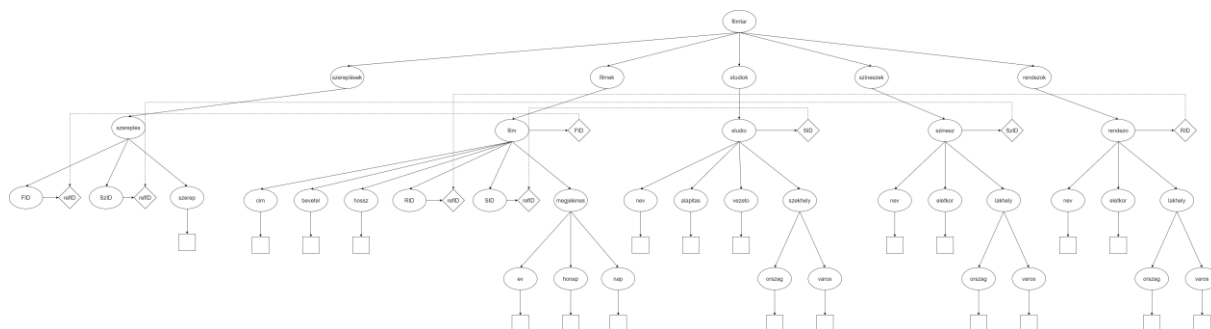 filmtar
szereplések
filmek
studiok
szineszek
rendezok
szereples
film
FID
studio
SID
szinesz
SzID
rendezo
RID
FID
refID
SzID
refID
szerep
cim
bevetel
hossz
RID
refID
SID
refID
megjelenes
nev
alapitas
vezeto
szekhely
nev
eletkor
lakhely
nev
eletkor
lakhely
ev
honap
nap
orszag
varos
orszag
varos
orszag
varos